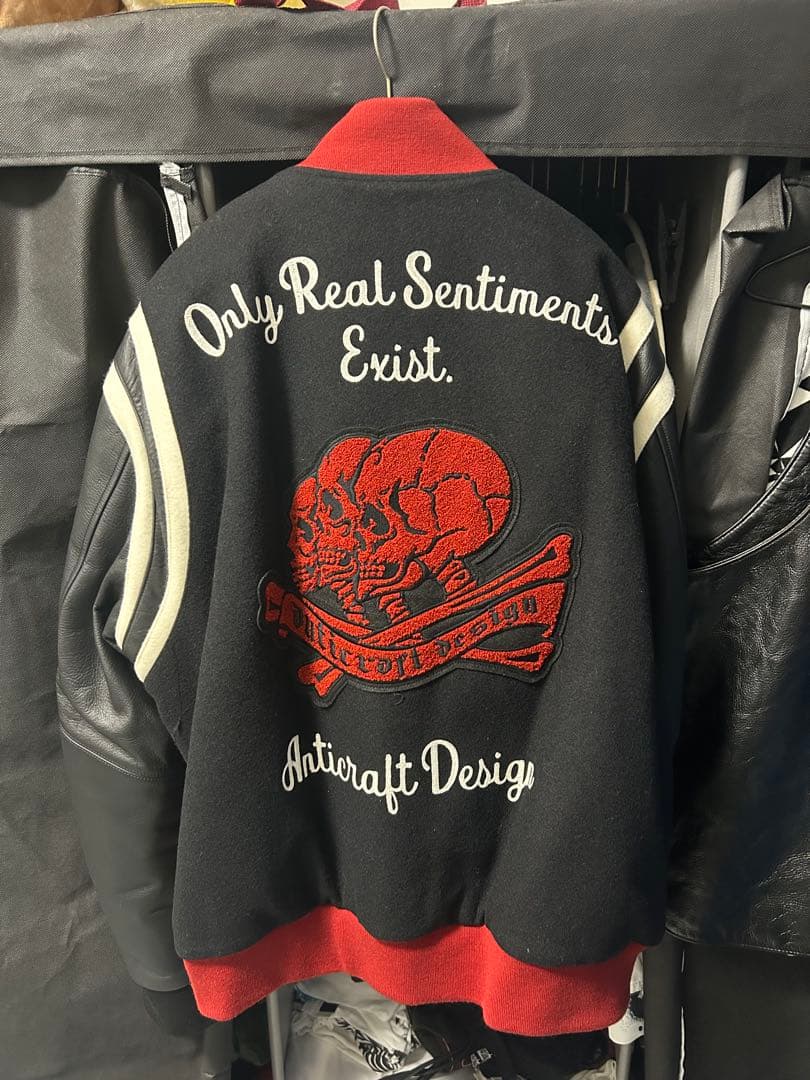 Only Real Sentiments
Exist.
anticraft design
Anticraft Design